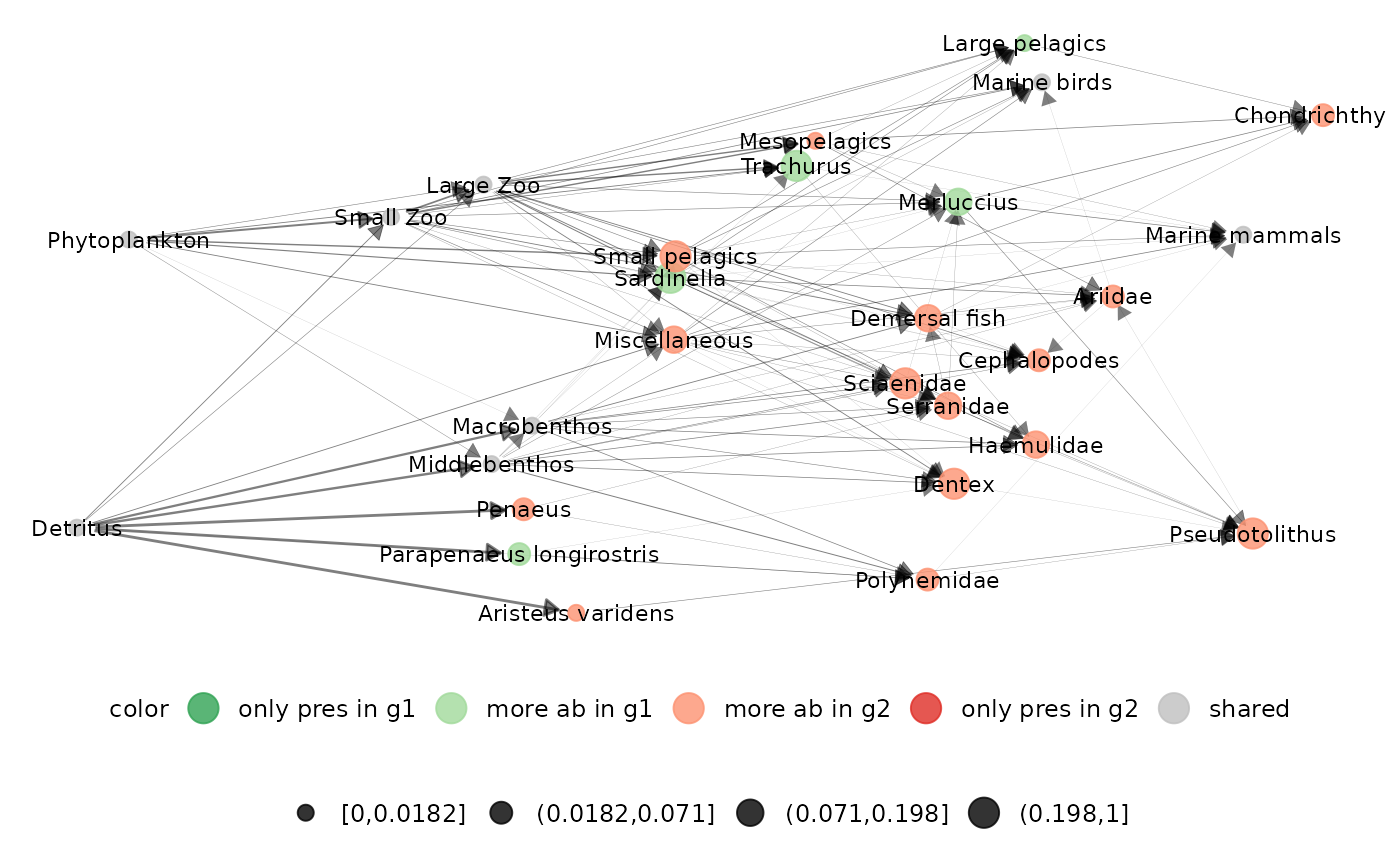 Large pelagics
Marine birds
Chondrichthy
Mesopelagics
Trachurus
Large Zoo
Merluccius
Small Zoo
Marine mammals
Phytoplankton
Small pelagics
Sardinella
Ariidae
Demersal fish
Miscellaneous
Cephalopodes
Sciaenidae
Serranidae
Macrobenthos
Haemulidae
Middlebenthos
Dentex
Penaeus
Detritus
Pseudotolithus
Parapenaeus longirostris
Polynemidae
Aristeus varidens
color only pres in g1 more ab in g1 more ab in g2 only pres in g2 shared
[0,0.0182] (0.0182,0.071] (0.071,0.198] (0.198,1]